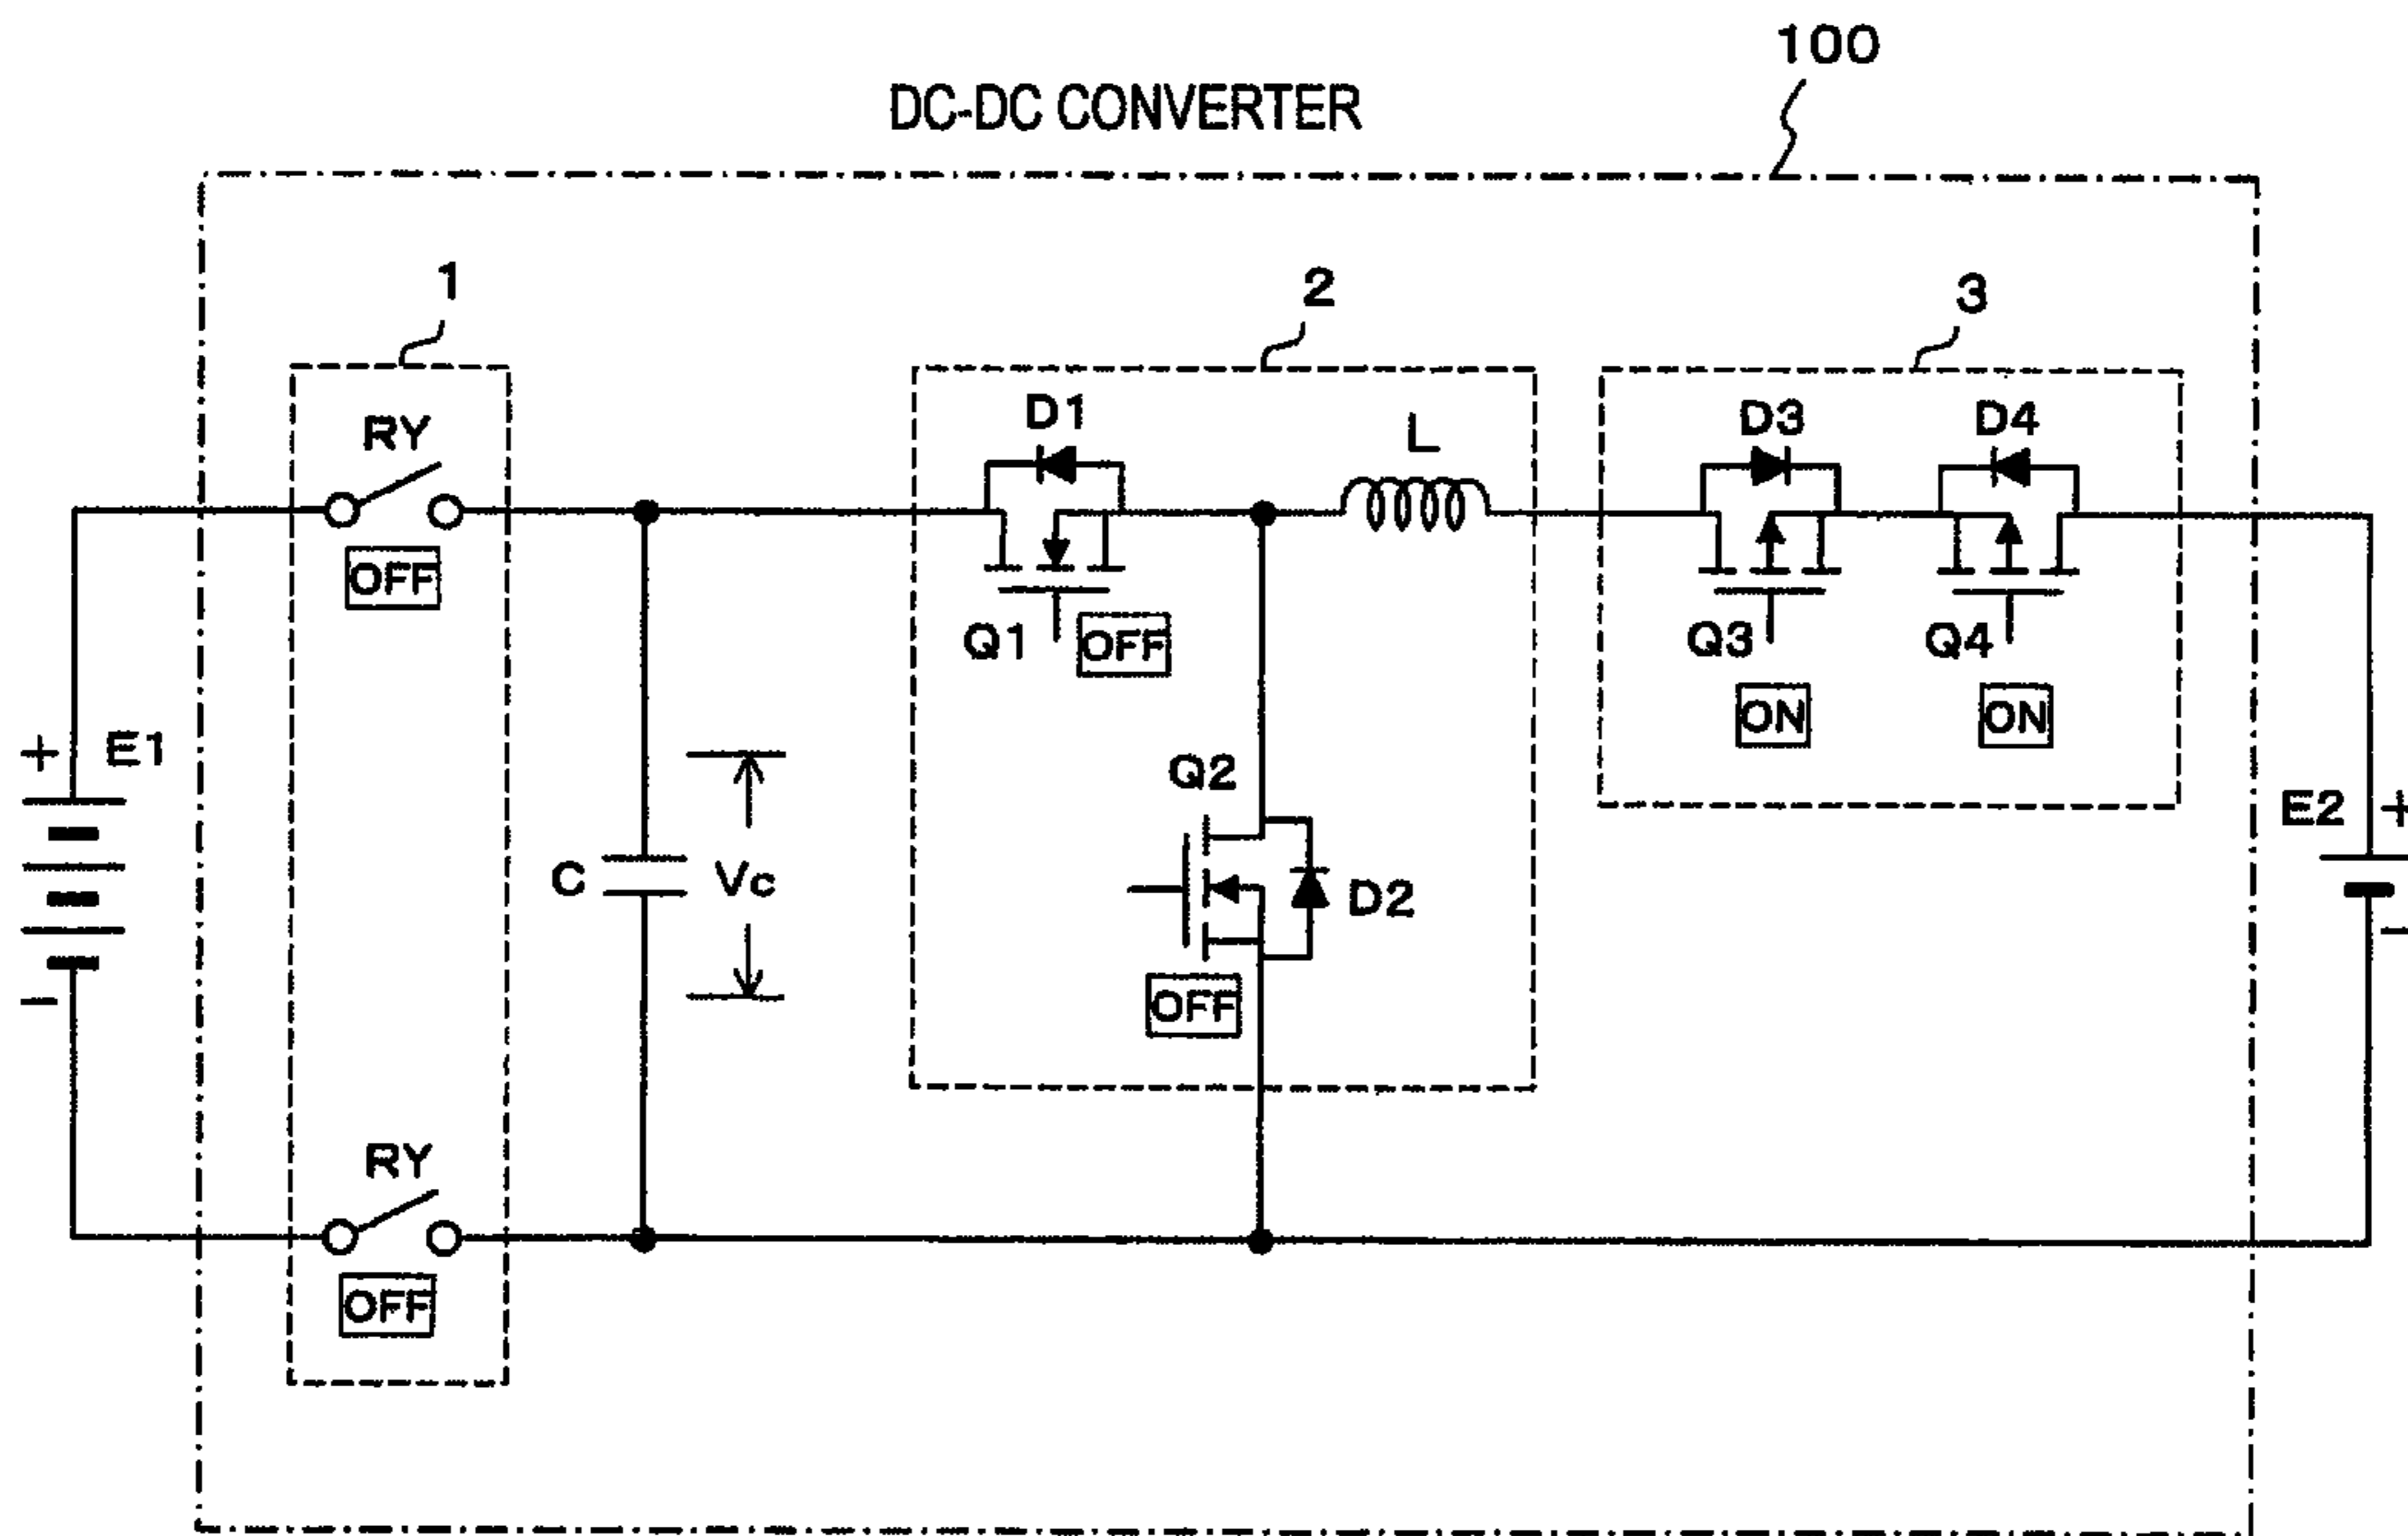 100
DC-DC CONVERTER
1
2
3
RY
OFF
D1
L
D3
D4
Q1
OFF
Q3
Q4
ON
ON
+
E1
Q2
E2
+
C
Vc
D2
-
-
OFF
RY
OFF